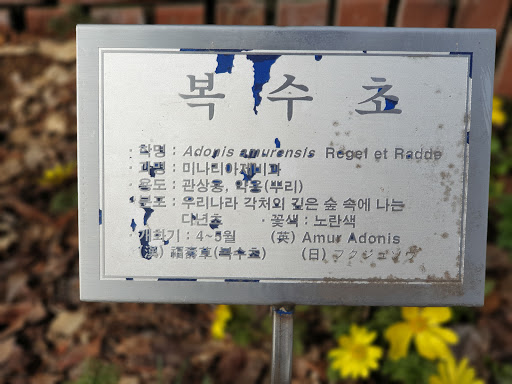 복수초
· 학명 : Adonis amurensis Regel et Radde
· 과명 : 미나리아재비과
· 용도 : 관상용, 약용(뿌리)
· 분포 : 우리나라 각처의 깊은 숲 속에 나는
다년초 · 꽃색 : 노란색
개화기 : 4~5월 (英) Amur Adonis
(漢) 福壽草(복수초) (日) フクジュソウ